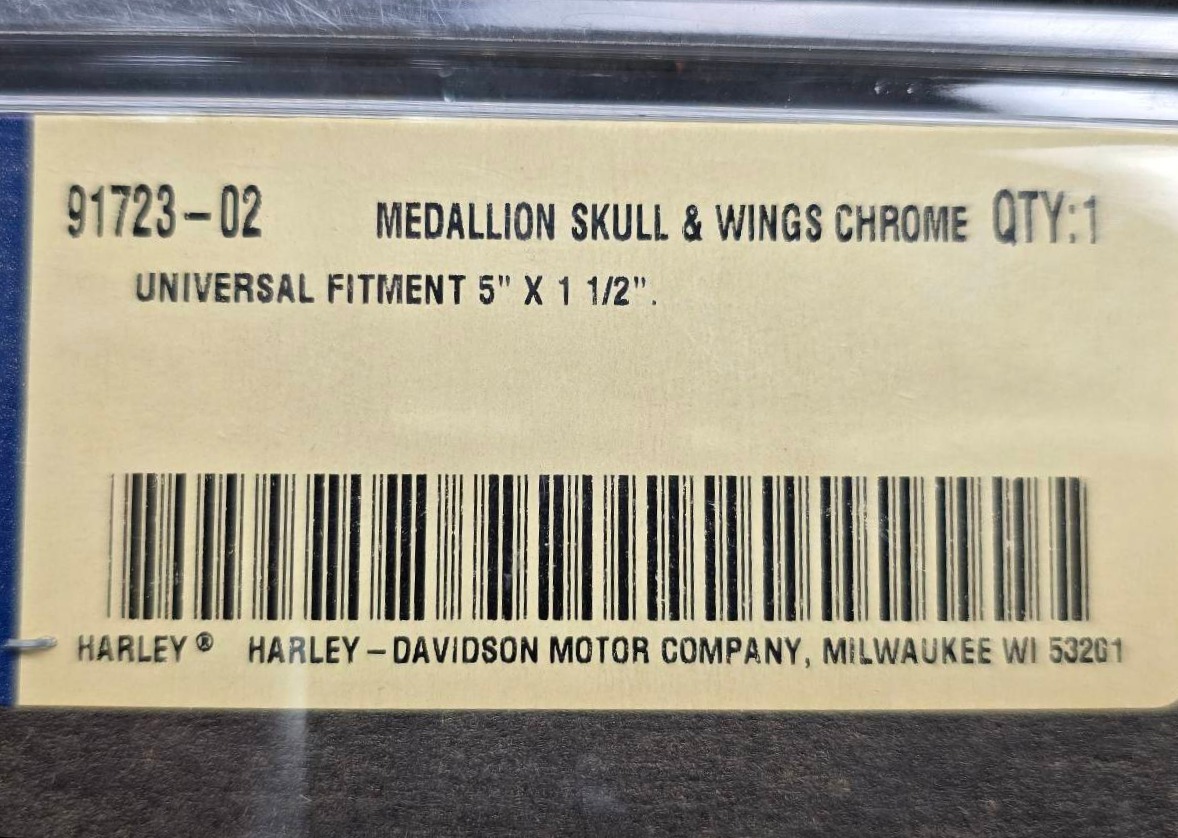 91723-02 MEDALLION SKULL & WINGS CHROME QTY:1
UNIVERSAL FITMENT 5" X 1 1/2".
HARLEY® HARLEY-DAVIDSON MOTOR COMPANY, MILWAUKEE WI 53201